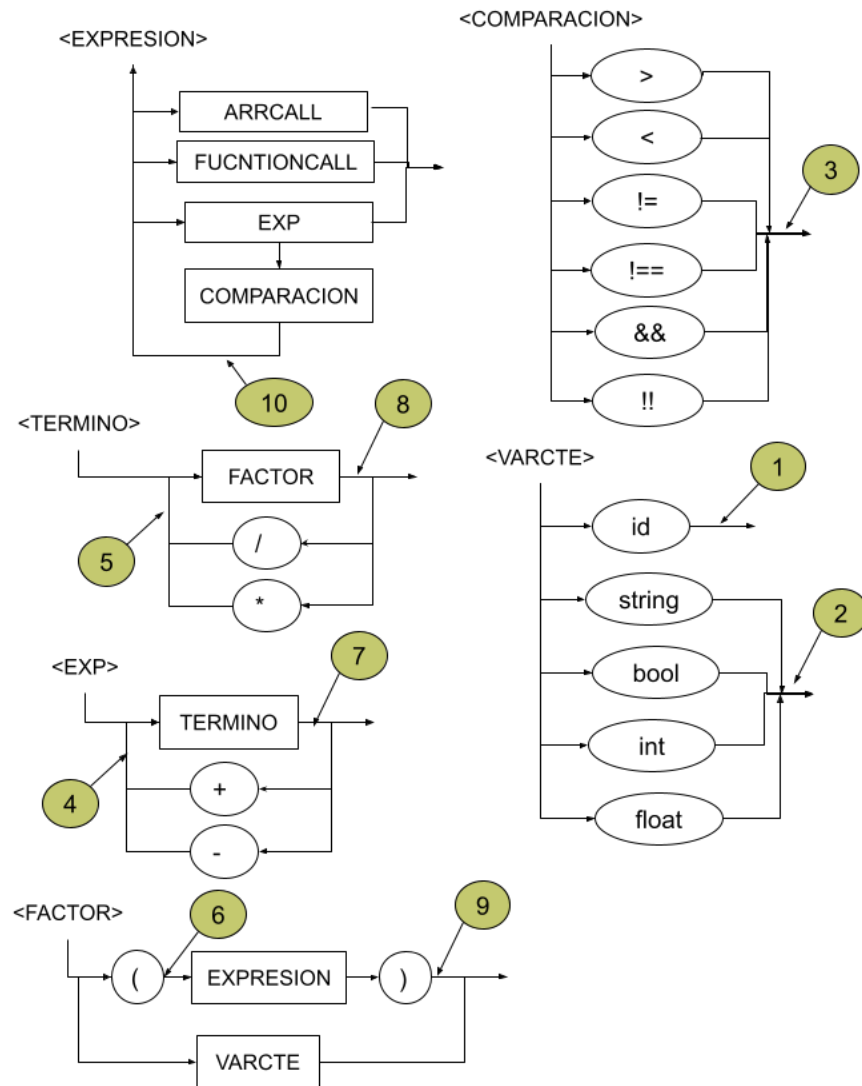 <EXPRESION>
ARRCALL
FUCNTIONCALL
EXP
COMPARACION
10
<COMPARACION>
>
<
!=
!==
&&
!!
3
<TERMINO>
8
FACTOR
/
*
5
<VARCTE>
1
id
string
2
bool
int
float
<EXP>
7
TERMINO
+
4
-
<FACTOR>
6
9
(
EXPRESION
)
VARCTE